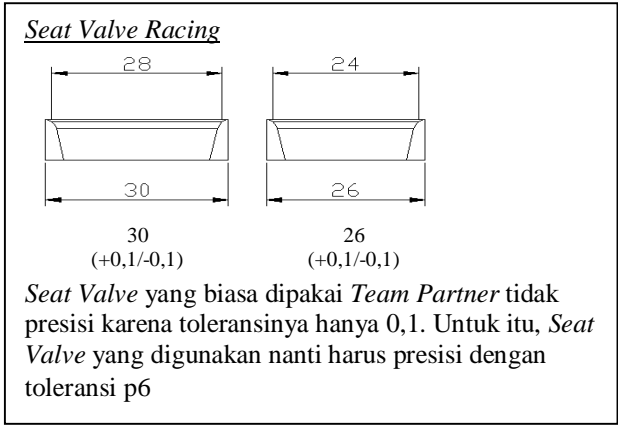 Seat Valve Racing
28 24
30 26
30 26
(+0,1/-0,1) (+0,1/-0,1)
Seat Valve yang biasa dipakai Team Partner tidak
presisi karena toleransinya hanya 0,1. Untuk itu, Seat
Valve yang digunakan nanti harus presisi dengan
toleransi p6